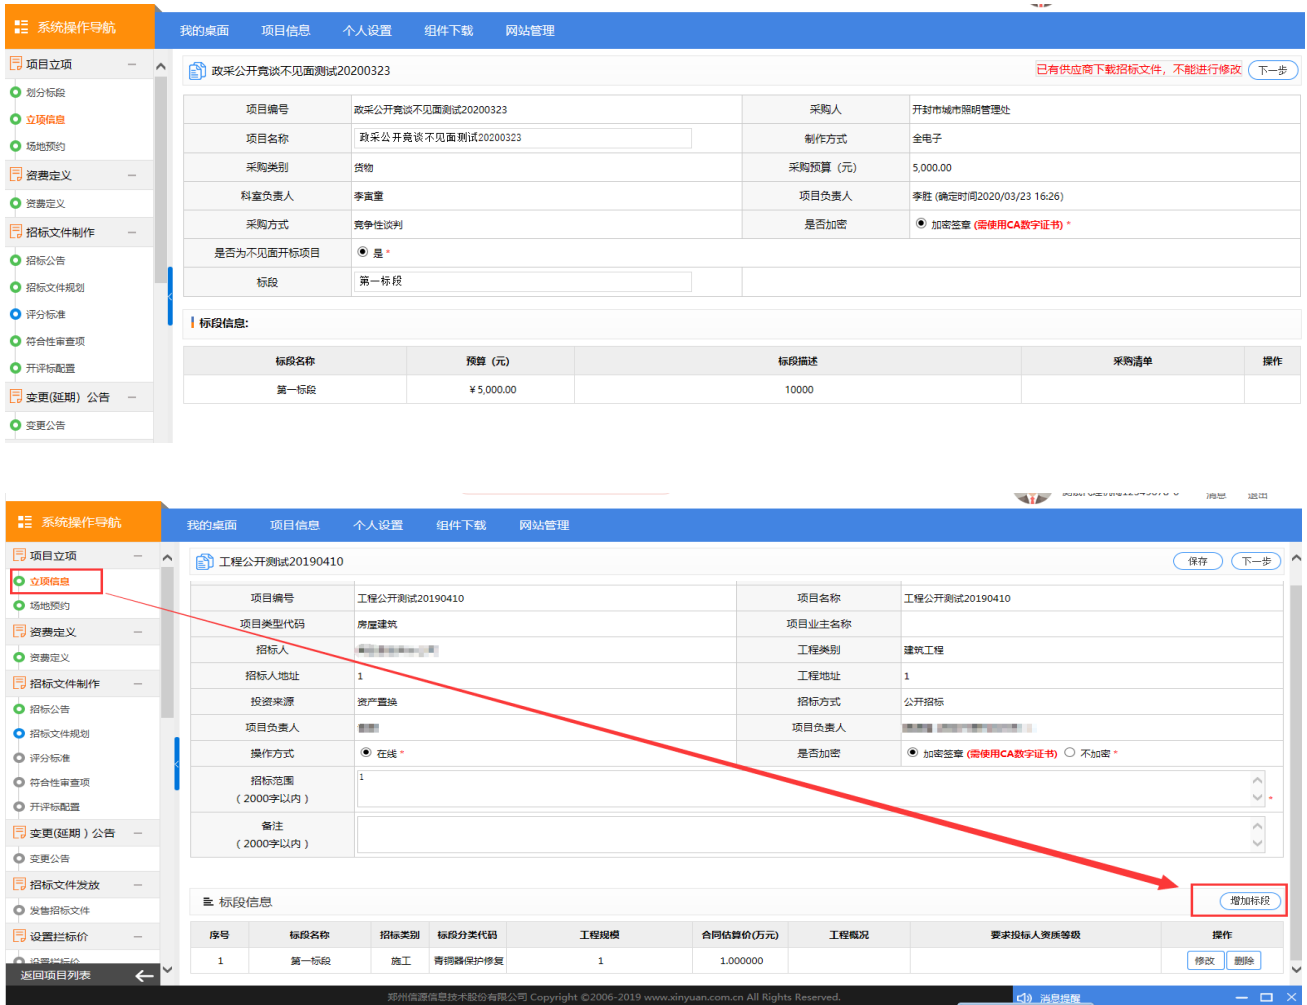 系统操作导航
我的桌面 项目信息 个人设置 组件下载 网站管理
项目立项
划分标段
立项信息
场地预约
资费定义
资费定义
招标文件制作
招标公告
招标文件规划
评分标准
符合性审查项
开评标配置
变更(延期) 公告
变更公告
政采公开竞谈不见面测试20200323
已有供应商下载招标文件，不能进行修改 下一步
项目编号 政采公开竞谈不见面测试20200323 采购人 开封市城市照明管理处
项目名称 政采公开竞谈不见面测试20200323 制作方式 全电子
采购类别 货物 采购预算 (元) 5,000.00
科室负责人 李寅童 项目负责人 李胜 (确定时间2020/03/23 16:26)
采购方式 竞争性谈判 是否加密 加密签章 (需使用CA数字证书) *
是否为不见面开标项目 是 *
标段 第一标段
标段信息:
标段名称 预算 (元) 标段描述 采购清单 操作
第一标段 ￥5,000.00 10000
消息 退出
系统操作导航
我的桌面 项目信息 个人设置 组件下载 网站管理
项目立项
立项信息
场地预约
资费定义
资费定义
招标文件制作
招标公告
招标文件规划
评分标准
符合性审查项
开评标配置
变更(延期 ) 公告
变更公告
招标文件发放
发售招标文件
设置拦标价
设置拦标价
返回项目列表
工程公开测试20190410
保存 下一步
项目编号 工程公开测试20190410 项目名称 工程公开测试20190410
项目类型代码 房屋建筑 项目业主名称
招标人 工程类别 建筑工程
招标人地址 1 工程地址 1
投资来源 资产置换 招标方式 公开招标
项目负责人 项目负责人
操作方式 在线 * 是否加密 加密签章 (需使用CA数字证书) 不加密 *
招标范围
（2000字以内） 1 *
备注
（2000字以内）
标段信息 增加标段
序号 标段名称 招标类别 标段分类代码 工程规模 合同估算价(万元) 工程概况 要求投标人资质等级 操作
1 第一标段 施工 青铜器保护修复 1 1.000000 修改 删除
郑州信源信息技术股份有限公司 Copyright ©2006-2019 www.xinyuan.com.cn All Rights Reserved.
消息提醒